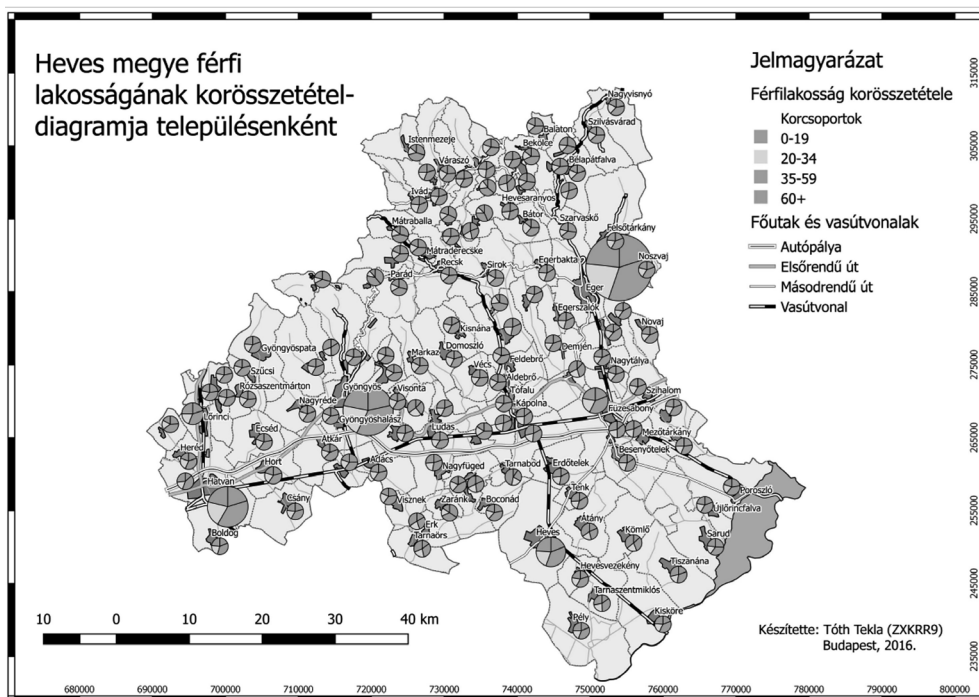 Heves megye férfi
lakosságának korösszetétel-
diagramja településenként
Jelmagyarázat
Férfilakosság korösszetétele
Korcsoportok
0-19
20-34
35-59
60+
Főutak és vasútvonalak
Autópálya
Elsőrendű út
Másodrendű út
Vasútvonal
Nagyvisnyó
Szilvásvárad
Balaton
Bekölce
Istenmezeje
Váraszó
Bélapátfalva
Ivád
Hevesaranyos
Bátor
Szarvaskő
Felsőtárkány
Mátraballa
Mátraderecske
Recsk
Sirok
Egerbakta
Noszvaj
Parád
Eger
Egerszalók
Novaj
Kisnána
Gyöngyöspata
Markaz
Domoszló
Demjén
Feldebrő
Nagytálya
Szűcsi
Vécs
Aldebrő
Rózsaszentmárton
Gyöngyös
Visonta
Tófalu
Szihalom
Nagyréde
Kápolna
Lőrinci
Gyöngyöshalász
Füzesabony
Ecséd
Ludas
Mezőtárkány
Atkár
Besenyőtelek
Heréd
Adács
Hort
Nagyfüged
Tarnabod
Erdőtelek
Hatvan
Poroszló
Tenk
Csány
Visznek
Zaránk
Boconád
Újlőrincfalva
Erk
Átány
Boldog
Tarnaörs
Heves
Kömlő
Sarud
Tiszanána
Hevesvezekény
Tarnaszentmiklós
Kisköre
Pély
10 0 10 20 30 40 km
Készítette: Tóth Tekla (ZXKRR9)
Budapest, 2016.
315000
305000
295000
285000
275000
265000
255000
245000
235000
680000 690000 700000 710000 720000 730000 740000 750000 760000 770000 780000 790000 800000